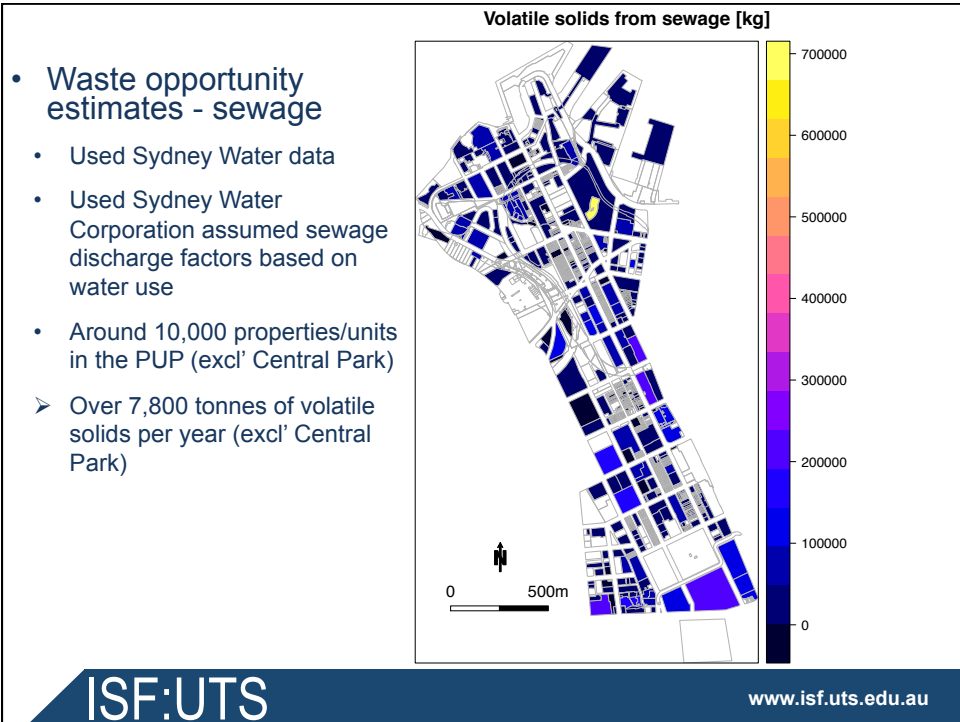 Volatile solids from sewage [kg]
• Waste opportunity
estimates - sewage
• Used Sydney Water data
• Used Sydney Water
Corporation assumed sewage
discharge factors based on
water use
• Around 10,000 properties/units
in the PUP (excl’ Central Park)
➢ Over 7,800 tonnes of volatile
solids per year (excl’ Central
Park)
700000
600000
500000
400000
300000
200000
100000
0
N
0 500m
ISF:UTS
www.isf.uts.edu.au